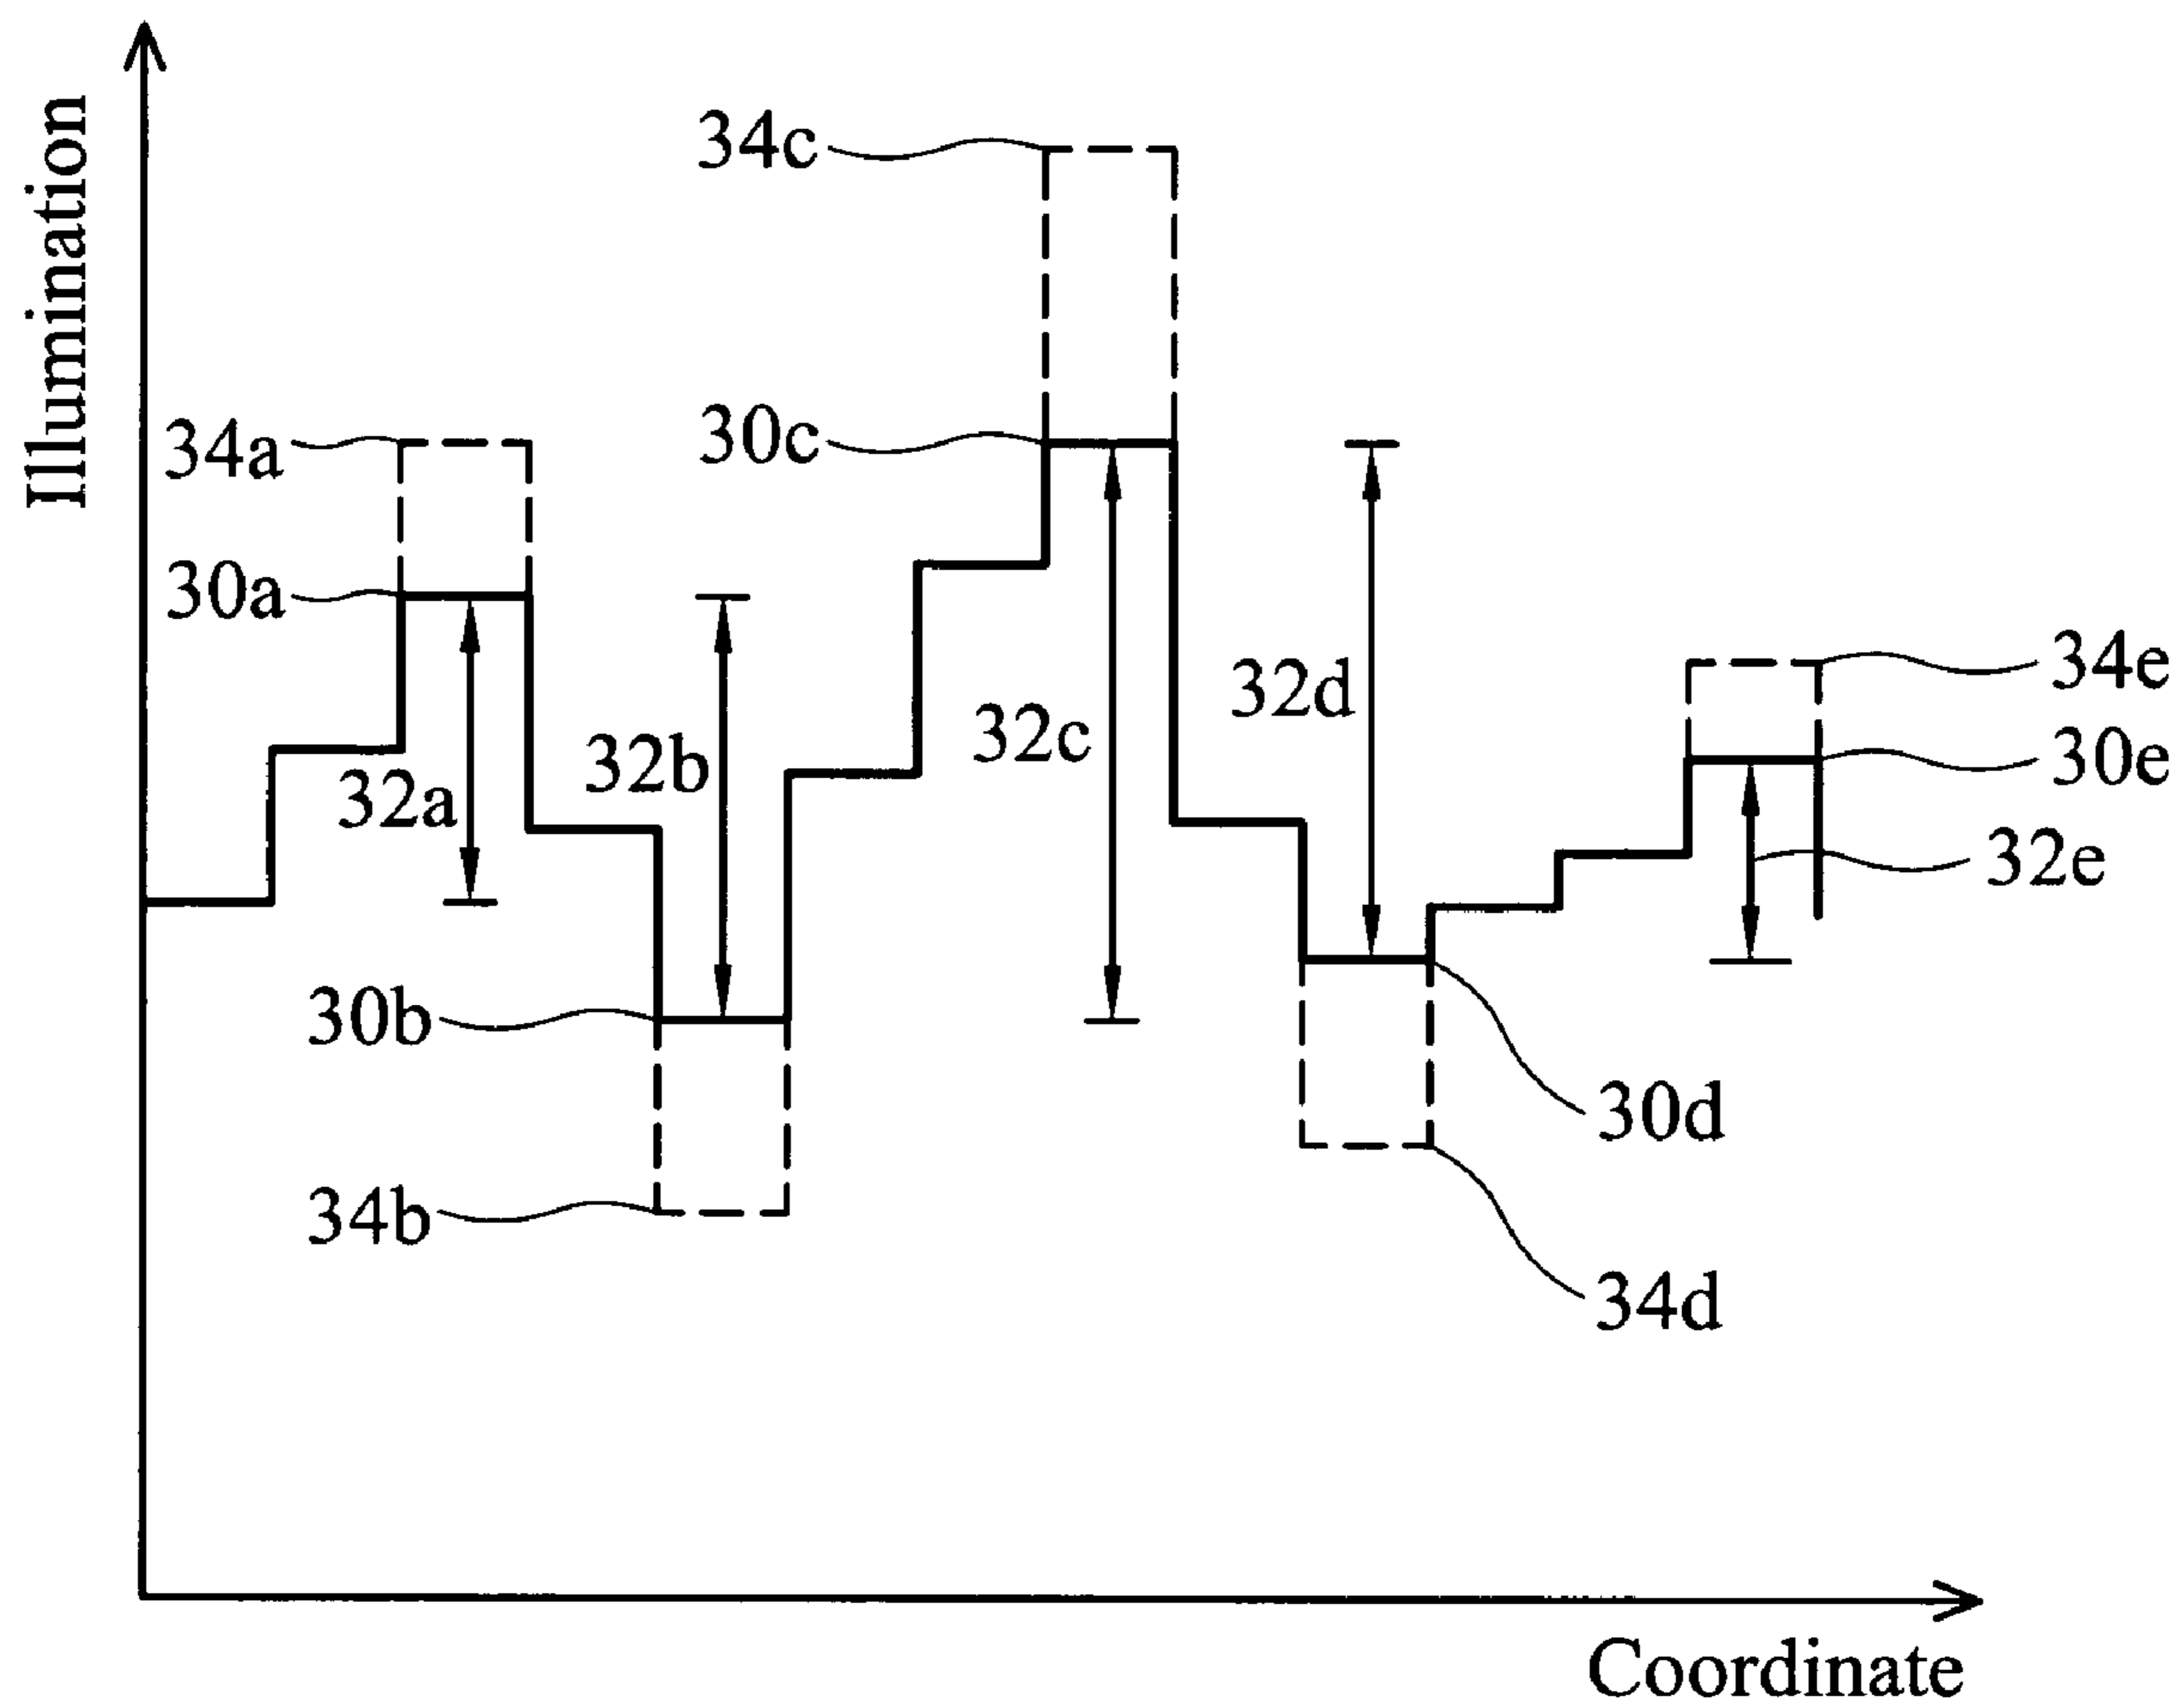 Illumination
34c
34a
30c
30a
34e
32d
32c
30e
32b
32a
32e
30b
30d
34b
34d
Coordinate